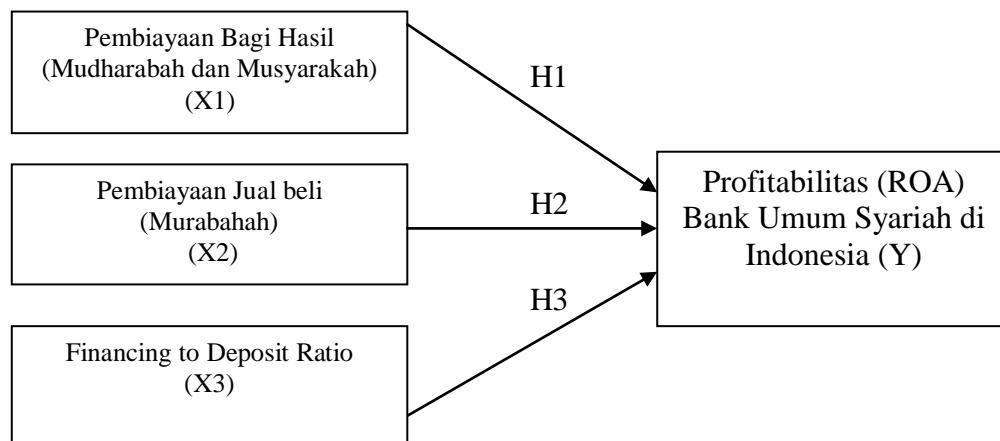 Pembiayaan Bagi Hasil
(Mudharabah dan Musyarakah)
(X1)
H1
Pembiayaan Jual beli
(Murabahah)
(X2)
H2
Profitabilitas (ROA)
Bank Umum Syariah di
Indonesia (Y)
H3
Financing to Deposit Ratio
(X3)